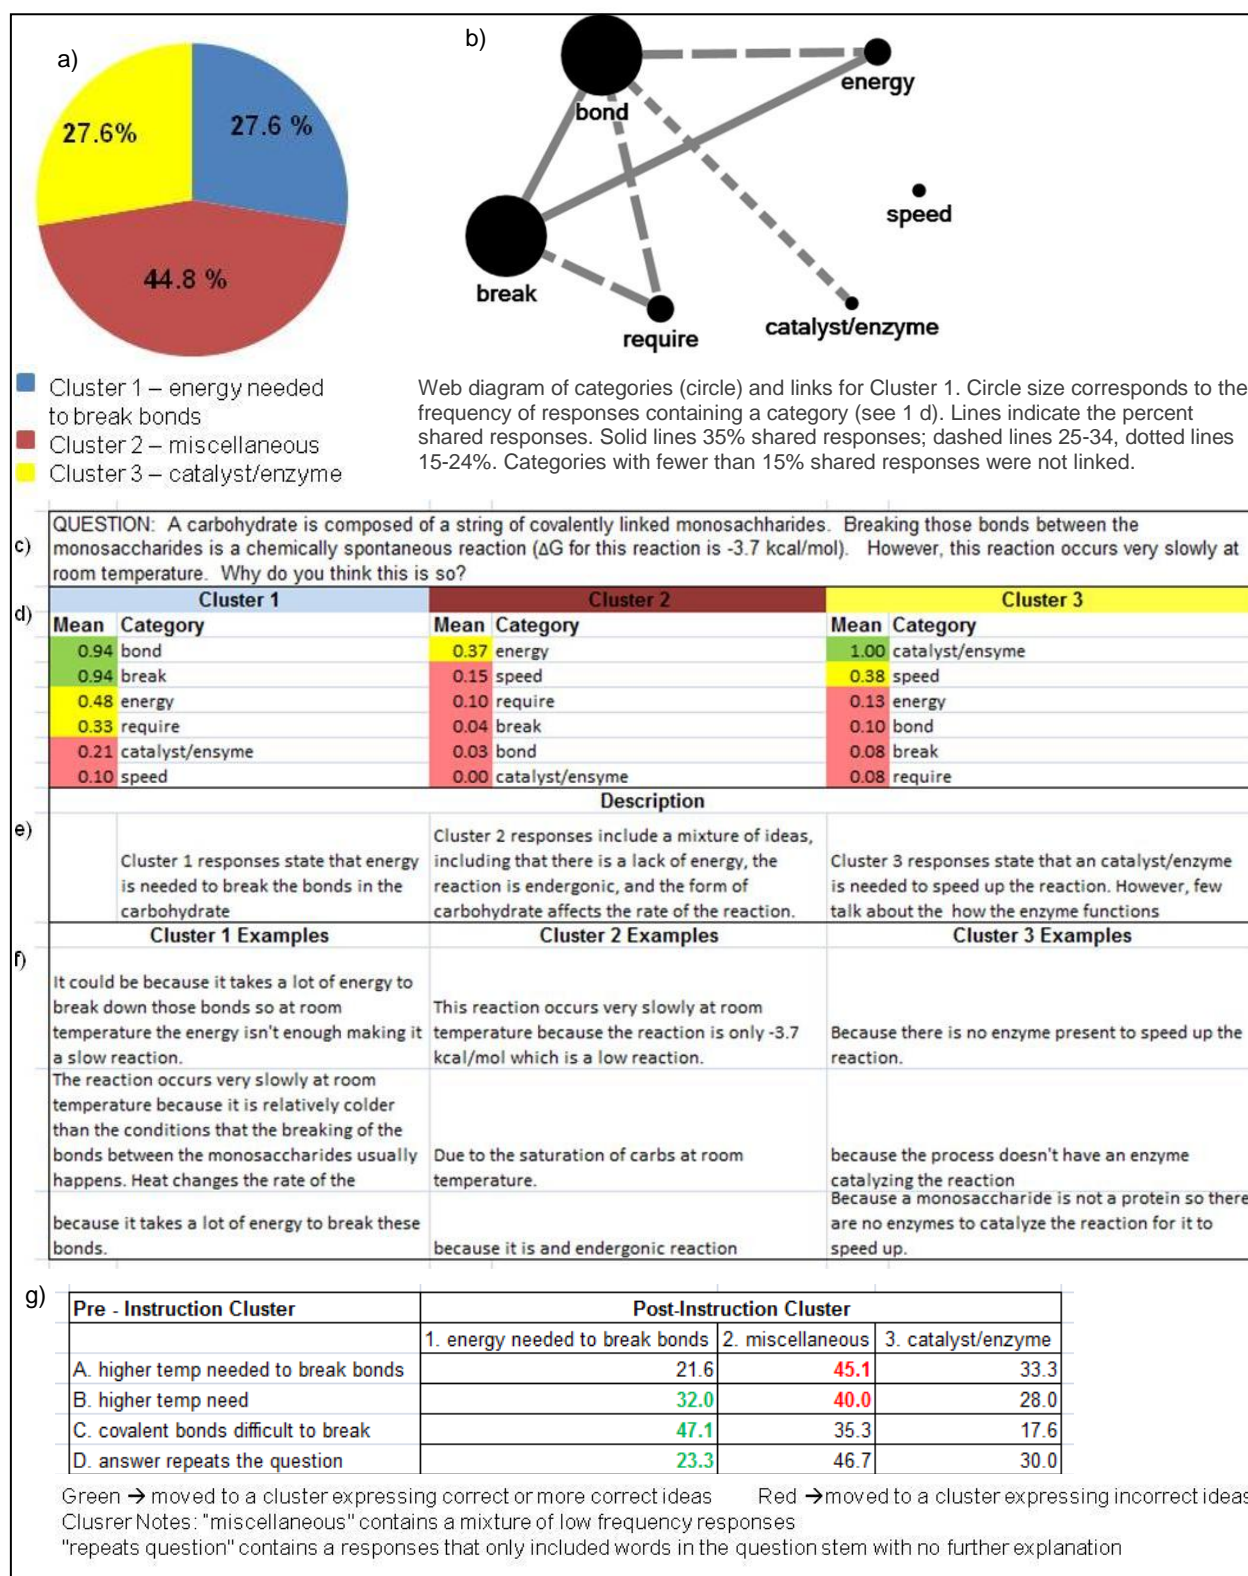 a)
27.6%
27.6 %
44.8 %
Cluster 1 – energy needed
to break bonds
Cluster 2 – miscellaneous
Cluster 3 – catalyst/enzyme
b)
bond
energy
speed
break
require
catalyst/enzyme
Web diagram of categories (circle) and links for Cluster 1. Circle size corresponds to the
frequency of responses containing a category (see 1 d). Lines indicate the percent
shared responses. Solid lines 35% shared responses; dashed lines 25-34, dotted lines
15-24%. Categories with fewer than 15% shared responses were not linked.
c)
QUESTION: A carbohydrate is composed of a string of covalently linked monosachharides. Breaking those bonds between the
monosaccharides is a chemically spontaneous reaction (ΔG for this reaction is -3.7 kcal/mol). However, this reaction occurs very slowly at
room temperature. Why do you think this is so?
d)
Cluster 1 Cluster 2 Cluster 3
Mean Category Mean Category Mean Category
0.94 bond 0.37 energy 1.00 catalyst/ensyme
0.94 break 0.15 speed 0.38 speed
0.48 energy 0.10 require 0.13 energy
0.33 require 0.04 break 0.10 bond
0.21 catalyst/ensyme 0.03 bond 0.08 break
0.10 speed 0.00 catalyst/ensyme 0.08 require
Description
e)
Cluster 1 responses state that energy
is needed to break the bonds in the
carbohydrate
Cluster 2 responses include a mixture of ideas,
including that there is a lack of energy, the
reaction is endergonic, and the form of
carbohydrate affects the rate of the reaction.
Cluster 3 responses state that an catalyst/enzyme
is needed to speed up the reaction. However, few
talk about the how the enzyme functions
Cluster 1 Examples Cluster 2 Examples Cluster 3 Examples
f)
It could be because it takes a lot of energy to
break down those bonds so at room
temperature the energy isn't enough making it
a slow reaction.
This reaction occurs very slowly at room
temperature because the reaction is only -3.7
kcal/mol which is a low reaction.
Because there is no enzyme present to speed up the
reaction.
The reaction occurs very slowly at room
temperature because it is relatively colder
than the conditions that the breaking of the
bonds between the monosaccharides usually
happens. Heat changes the rate of the
Due to the saturation of carbs at room
temperature.
because the process doesn't have an enzyme
catalyzing the reaction
because it takes a lot of energy to break these
bonds.
because it is and endergonic reaction
Because a monosaccharide is not a protein so there
are no enzymes to catalyze the reaction for it to
speed up.
g)
Pre - Instruction Cluster Post-Instruction Cluster
1. energy needed to break bonds 2. miscellaneous 3. catalyst/enzyme
A. higher temp needed to break bonds 21.6 45.1 33.3
B. higher temp need 32.0 40.0 28.0
C. covalent bonds difficult to break 47.1 35.3 17.6
D. answer repeats the question 23.3 46.7 30.0
Green → moved to a cluster expressing correct or more correct ideas Red → moved to a cluster expressing incorrect ideas
Clusrer Notes: "miscellaneous" contains a mixture of low frequency responses
"repeats question" contains a responses that only included words in the question stem with no further explanation